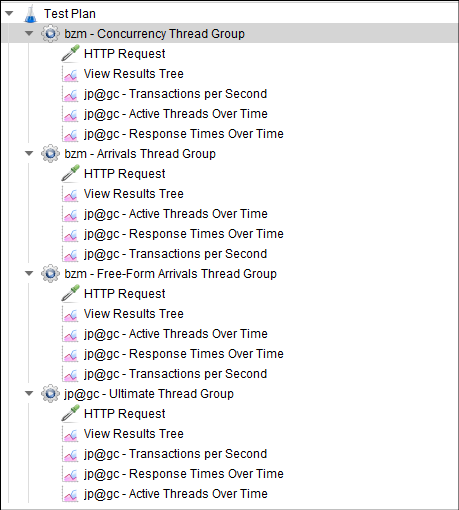 Test Plan
bzm - Concurrency Thread Group
HTTP Request
View Results Tree
jp@gc - Transactions per Second
jp@gc - Active Threads Over Time
jp@gc - Response Times Over Time
bzm - Arrivals Thread Group
HTTP Request
View Results Tree
jp@gc - Active Threads Over Time
jp@gc - Response Times Over Time
jp@gc - Transactions per Second
bzm - Free-Form Arrivals Thread Group
HTTP Request
View Results Tree
jp@gc - Active Threads Over Time
jp@gc - Response Times Over Time
jp@gc - Transactions per Second
jp@gc - Ultimate Thread Group
HTTP Request
View Results Tree
jp@gc - Transactions per Second
jp@gc - Response Times Over Time
jp@gc - Active Threads Over Time